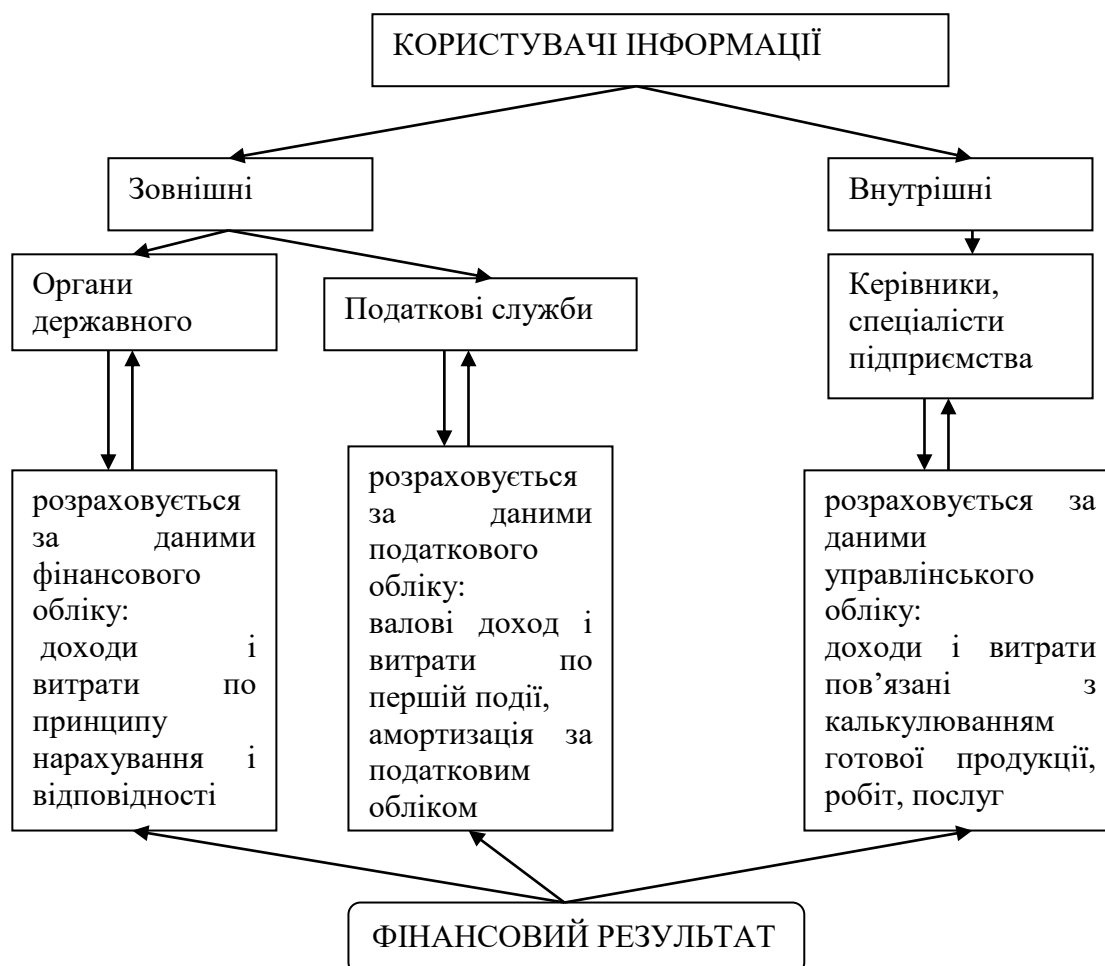 КОРИСТУВАЧІ ІНФОРМАЦІЇ
Зовнішні
Внутрішні
Органи
державного
Податкові служби
Керівники,
спеціалісти
підприємства
розраховується
за даними
фінансового
обліку:
доходи і
витрати по
принципу
нарахування і
відповідності
розраховується
за даними
податкового
обліку:
валові доход і
витрати по
першій події,
амортизація за
податковим
обліком
розраховується за
даними
управлінського
обліку:
доходи і витрати
пов’язані з
калькулюванням
готової продукції,
робіт, послуг
ФІНАНСОВИЙ РЕЗУЛЬТАТ